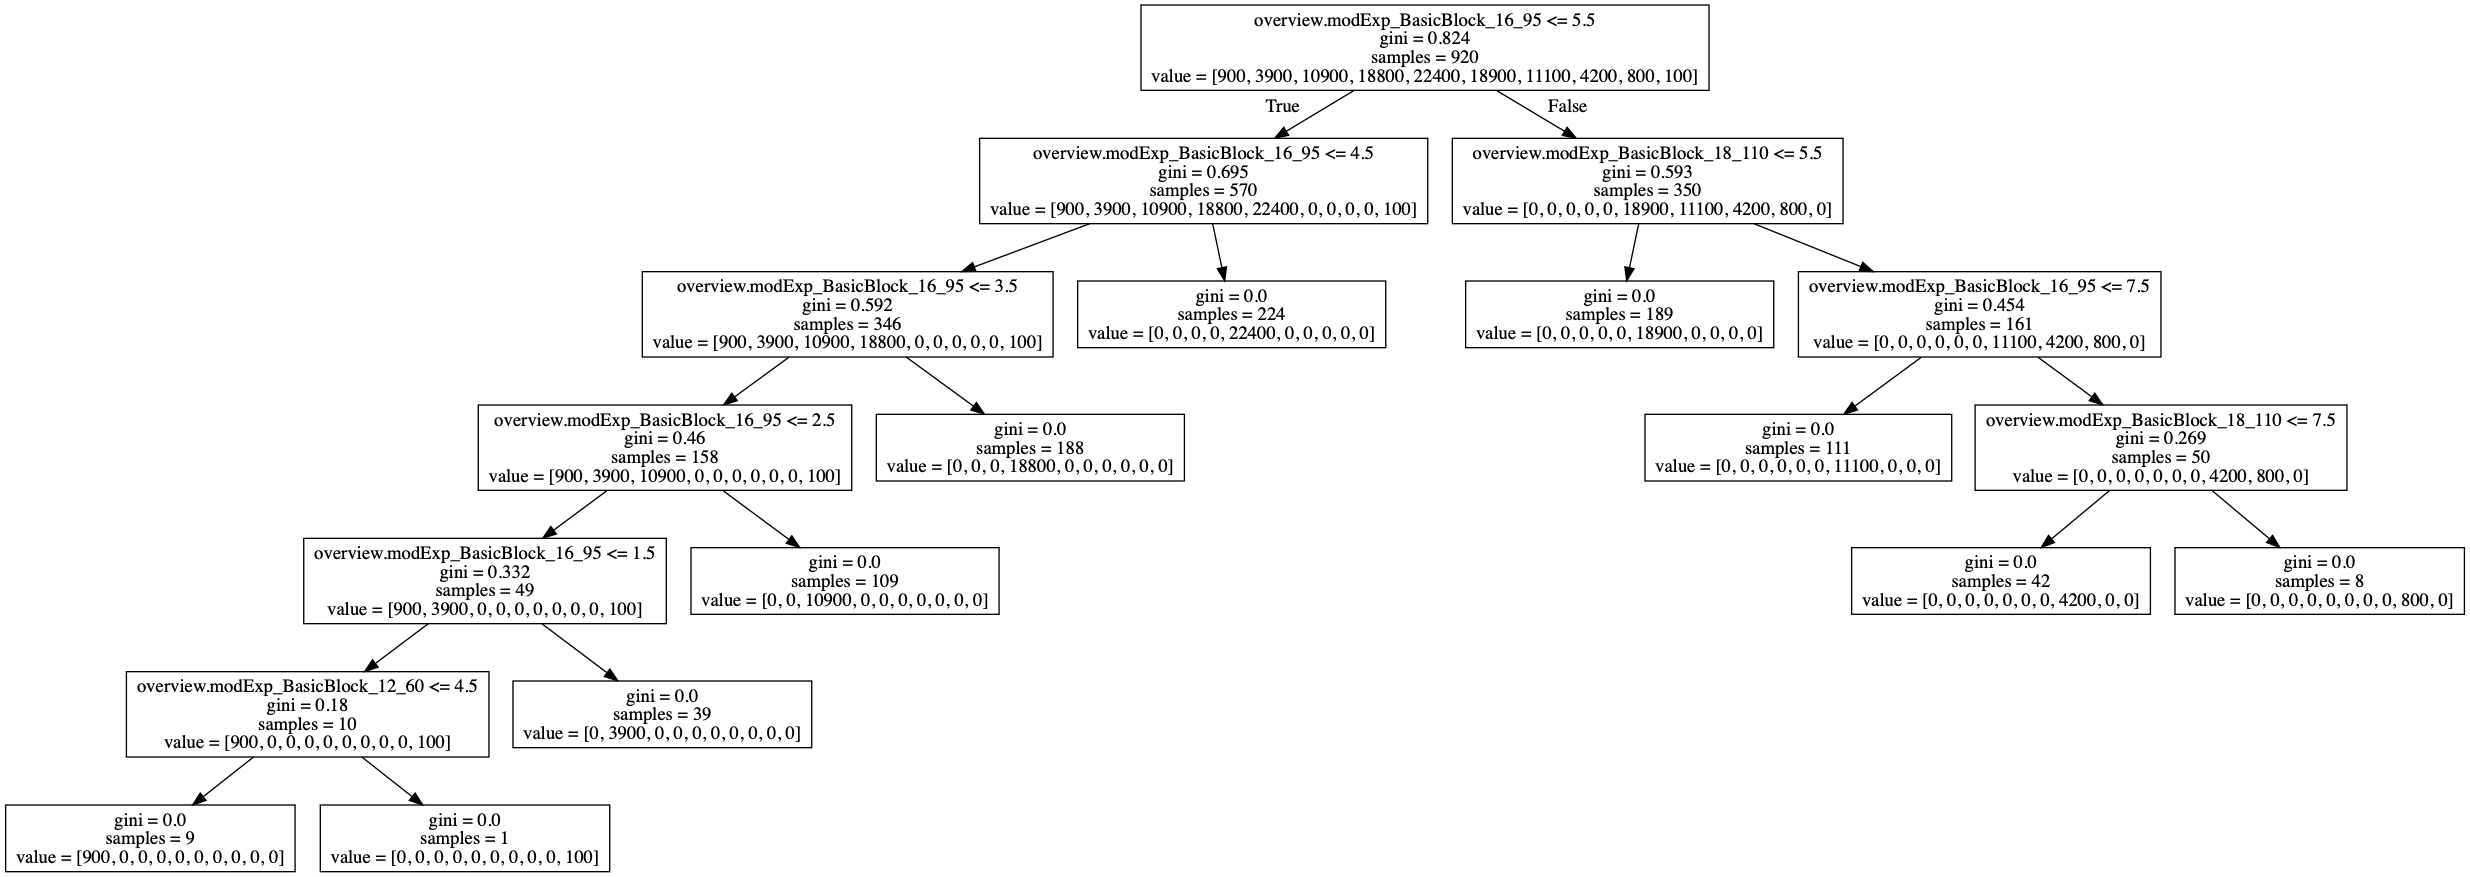 overview.modExp_BasicBlock_16_95 <= 5.5
gini = 0.824
samples = 920
value = [900, 3900, 10900, 18800, 22400, 18900, 11100, 4200, 800, 100]
True
False
overview.modExp_BasicBlock_16_95 <= 4.5
gini = 0.695
samples = 570
value = [900, 3900, 10900, 18800, 22400, 0, 0, 0, 0, 100]
overview.modExp_BasicBlock_18_110 <= 5.5
gini = 0.593
samples = 350
value = [0, 0, 0, 0, 0, 18900, 11100, 4200, 800, 0]
overview.modExp_BasicBlock_16_95 <= 3.5
gini = 0.592
samples = 346
value = [900, 3900, 10900, 18800, 0, 0, 0, 0, 0, 100]
gini = 0.0
samples = 224
value = [0, 0, 0, 0, 22400, 0, 0, 0, 0, 0]
gini = 0.0
samples = 189
value = [0, 0, 0, 0, 0, 18900, 0, 0, 0, 0]
overview.modExp_BasicBlock_16_95 <= 7.5
gini = 0.454
samples = 161
value = [0, 0, 0, 0, 0, 0, 11100, 4200, 800, 0]
overview.modExp_BasicBlock_16_95 <= 2.5
gini = 0.46
samples = 158
value = [900, 3900, 10900, 0, 0, 0, 0, 0, 0, 100]
gini = 0.0
samples = 188
value = [0, 0, 0, 18800, 0, 0, 0, 0, 0, 0]
gini = 0.0
samples = 111
value = [0, 0, 0, 0, 0, 0, 11100, 0, 0, 0]
overview.modExp_BasicBlock_18_110 <= 7.5
gini = 0.269
samples = 50
value = [0, 0, 0, 0, 0, 0, 0, 4200, 800, 0]
overview.modExp_BasicBlock_16_95 <= 1.5
gini = 0.332
samples = 49
value = [900, 3900, 0, 0, 0, 0, 0, 0, 0, 100]
gini = 0.0
samples = 109
value = [0, 0, 10900, 0, 0, 0, 0, 0, 0, 0]
gini = 0.0
samples = 42
value = [0, 0, 0, 0, 0, 0, 0, 4200, 0, 0]
gini = 0.0
samples = 8
value = [0, 0, 0, 0, 0, 0, 0, 0, 800, 0]
overview.modExp_BasicBlock_12_60 <= 4.5
gini = 0.18
samples = 10
value = [900, 0, 0, 0, 0, 0, 0, 0, 0, 100]
gini = 0.0
samples = 39
value = [0, 3900, 0, 0, 0, 0, 0, 0, 0, 0]
gini = 0.0
samples = 9
value = [900, 0, 0, 0, 0, 0, 0, 0, 0, 0]
gini = 0.0
samples = 1
value = [0, 0, 0, 0, 0, 0, 0, 0, 0, 100]